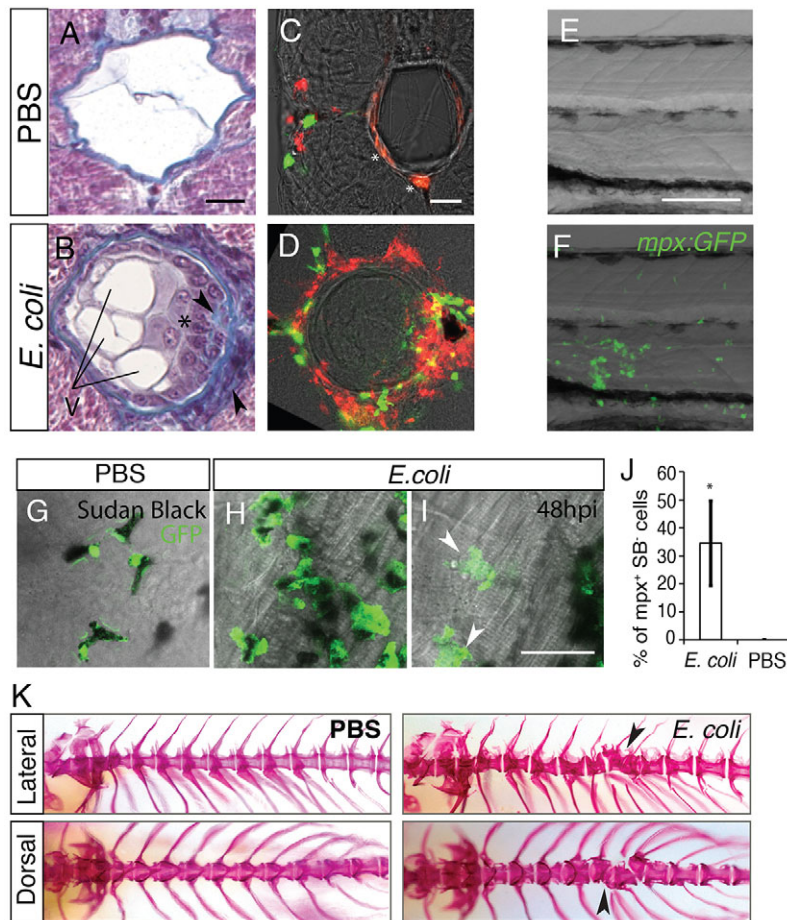 PBS
A
C
E
E. coli
B
*
V
D
F
mpx:GFP
*
*
PBS
E.coli
G
Sudan Black
GFP
H
I
48hpi
J
% of mpx+ SB- cells
60
50
40
30
20
10
0
*
E. coli
PBS
K
Lateral
PBS
E. coli
Dorsal